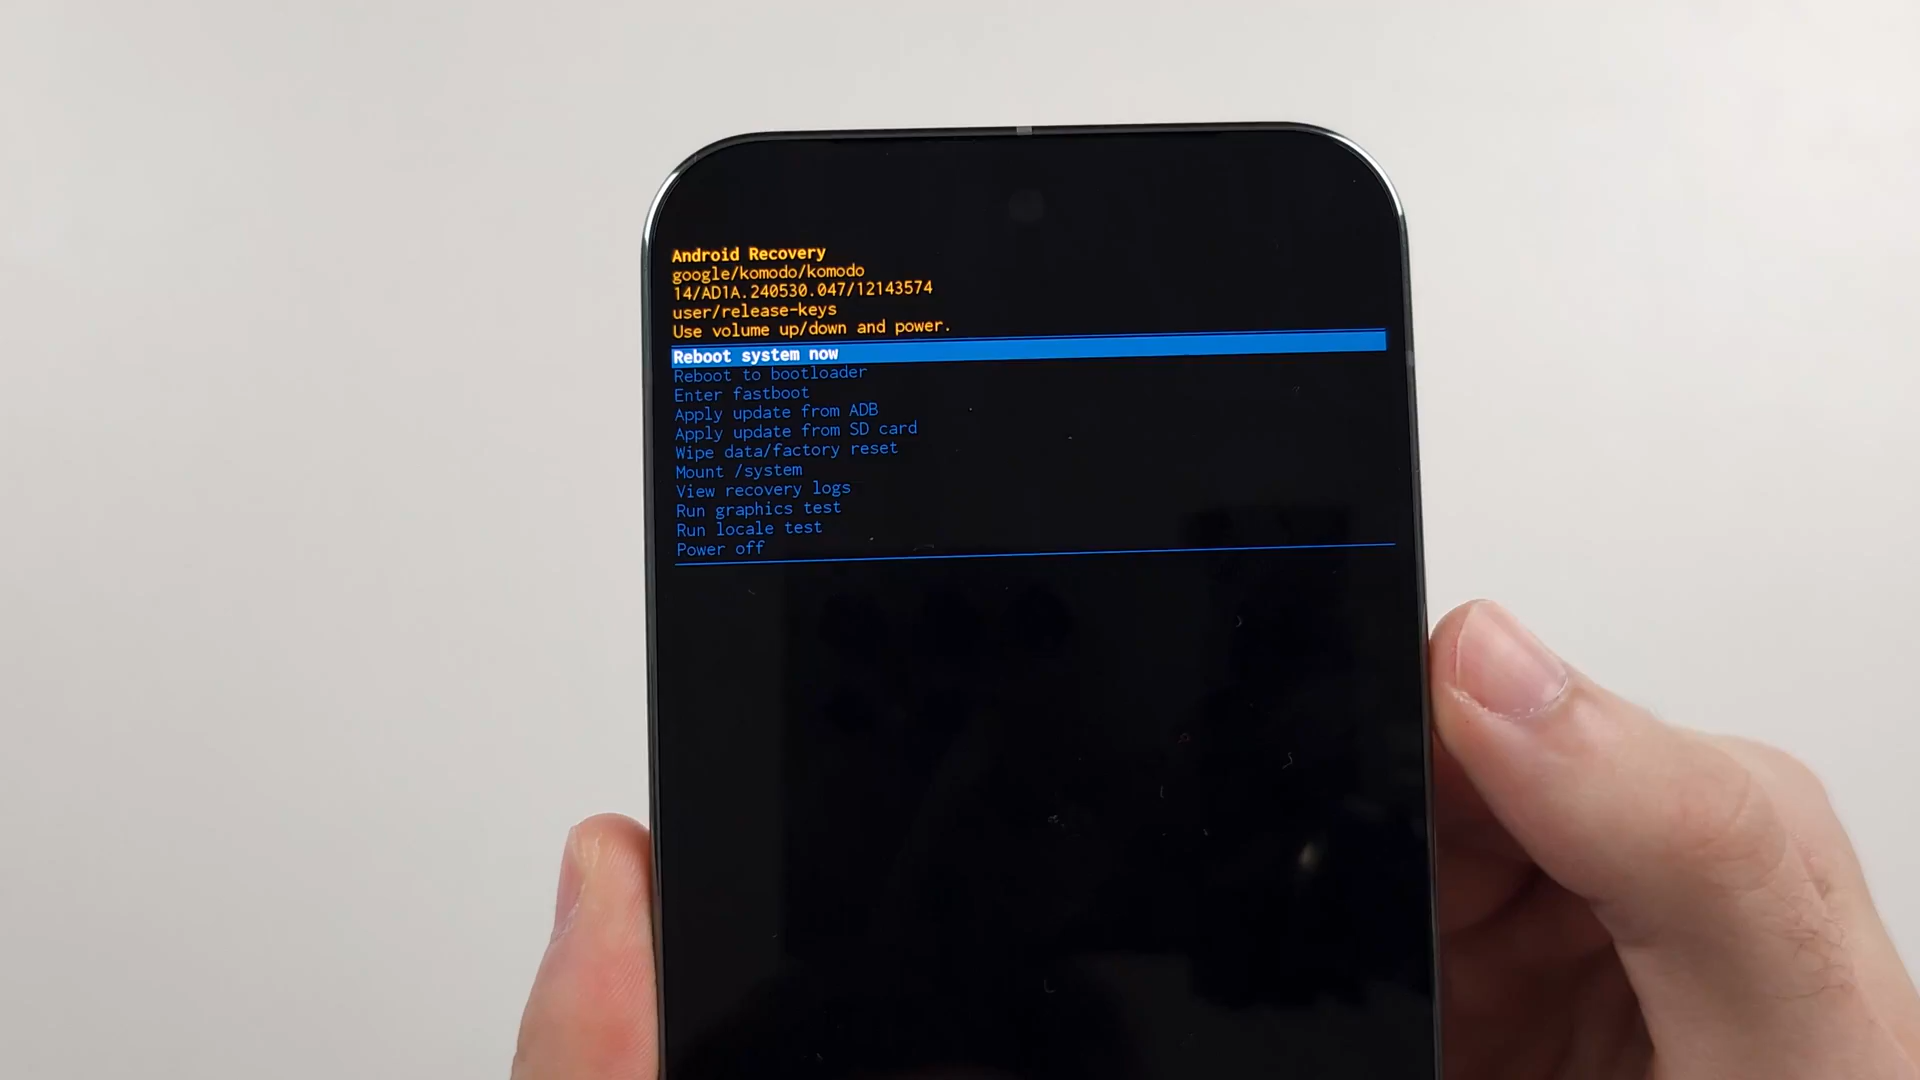 Android Recovery
google/komodo/komodo
14/AD1A.240530.047/12143574
user/release-keys
Use volume up/down and power.
Reboot system now
Reboot to bootloader
Enter fastboot
Apply update from ADB
Apply update from SD card
Wipe data/factory reset
Mount /system
View recovery logs
Run graphics test
Run locale test
Power off